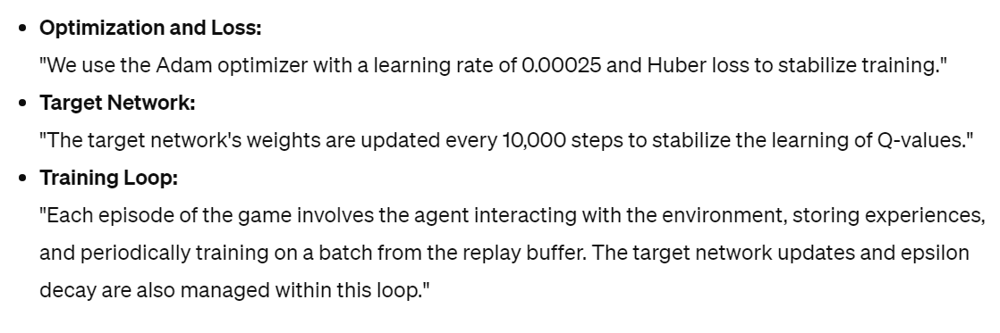 Optimization and Loss:
"We use the Adam optimizer with a learning rate of 0.00025 and Huber loss to stabilize training."
Target Network:
"The target network's weights are updated every 10,000 steps to stabilize the learning of Q-values."
Training Loop:
"Each episode of the game involves the agent interacting with the environment, storing experiences,
and periodically training on a batch from the replay buffer. The target network updates and epsilon
decay are also managed within this loop."